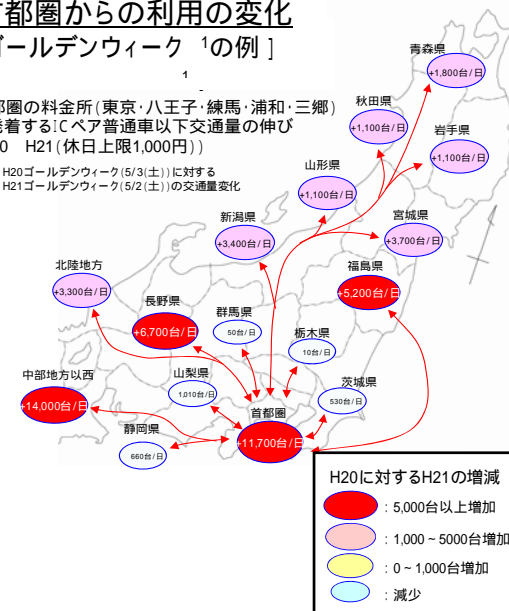 都圏からの利用の変化
ゴールデンウィーク ¹の例 ]
1
都圏の料金所(東京・八王子・練馬・浦和・三郷)
発着するICペア普通車以下交通量の伸び
0 H21(休日上限1,000円))
H20ゴールデンウィーク(5/3(土))に対する
H21ゴールデンウィーク(5/2(土))の交通量変化
青森県
+1,800台/日
秋田県
+1,100台/日
岩手県
+1,100台/日
山形県
+1,100台/日
新潟県
+3,400台/日
宮城県
+3,700台/日
北陸地方
+3,300台/日
福島県
+5,200台/日
長野県
+6,700台/日
群馬県
50台/日
栃木県
10台/日
中部地方以西
+14,000台/日
山梨県
1,010台/日
茨城県
530台/日
首都圏
+11,700台/日
静岡県
660台/日
H20に対するH21の増減
: 5,000台以上増加
: 1,000 ~ 5000台増加
: 0 ~ 1,000台増加
: 減少